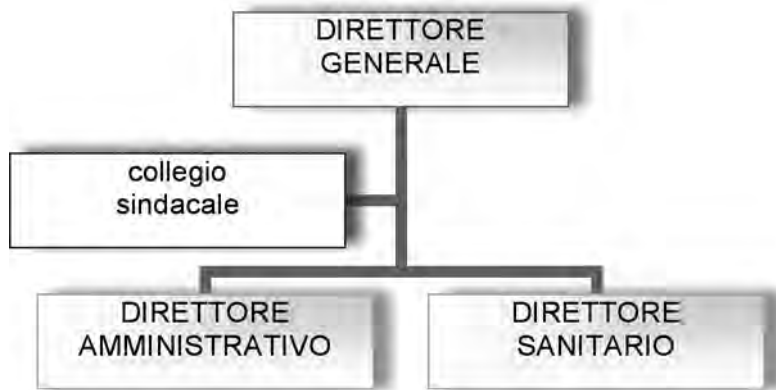 DIRETTORE
GENERALE
collegio
sindacale
DIRETTORE
AMMINISTRATIVO
DIRETTORE
SANITARIO